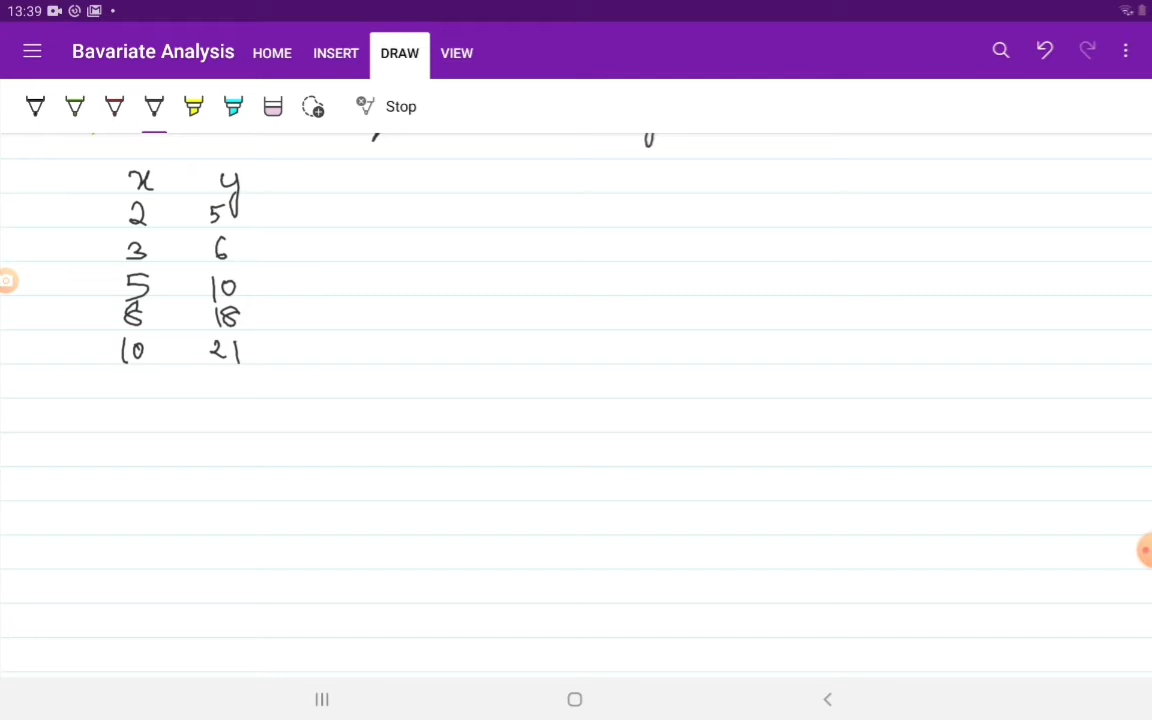 13:39
Bavariate Analysis HOME INSERT DRAW VIEW
Stop
x y
2 5
3 6
5 10
8 18
10 21